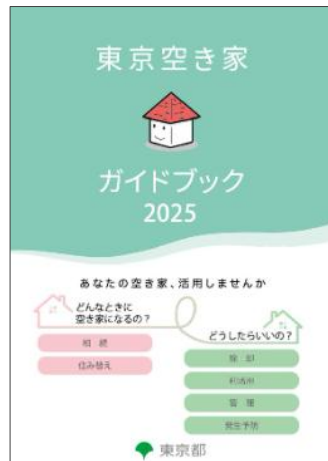 東京空き家
ガイドブック
2025
あなたの空き家、活用しませんか
どんなときに
空き家になるの？
どうしたらいいの？
相続
住み替え
除却
利活用
管理
発生予防
東京都